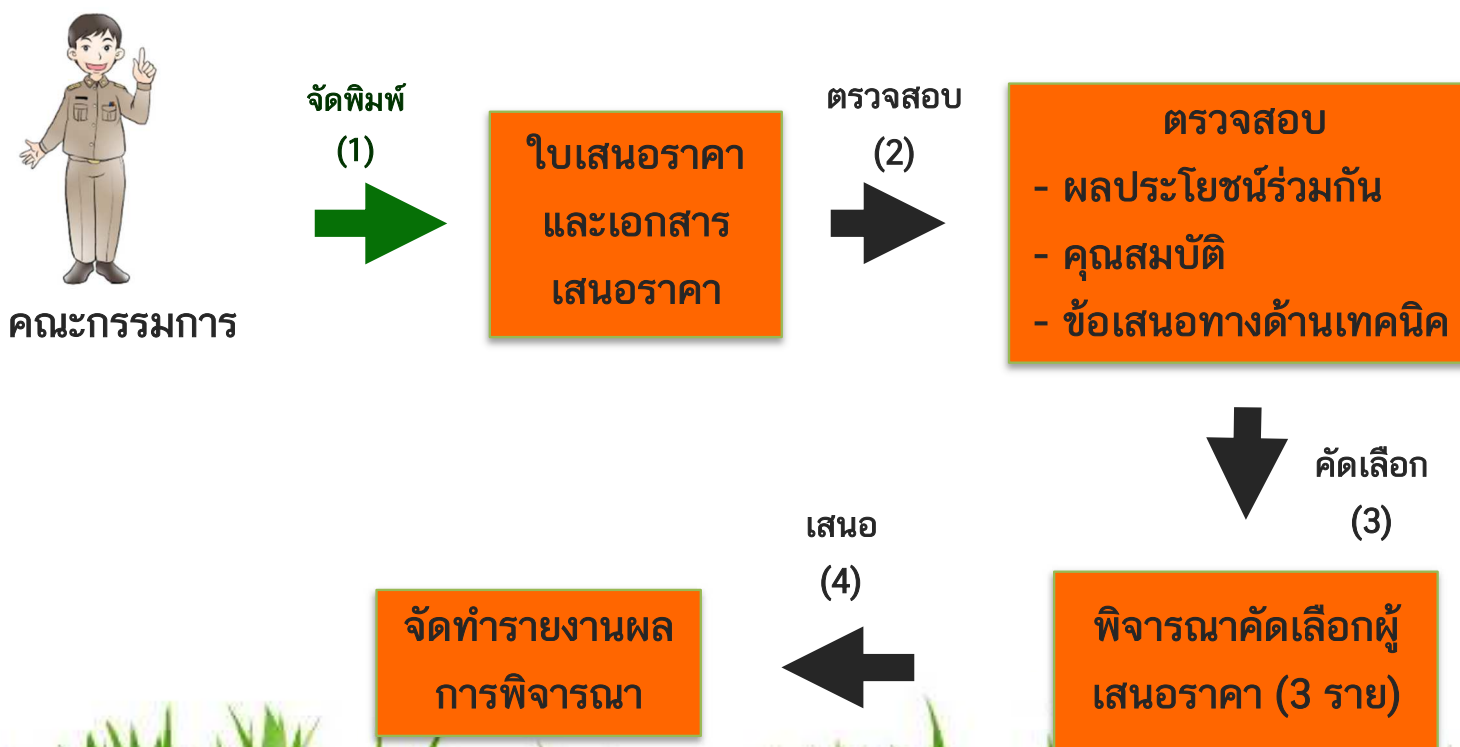 จัดพิมพ์
(1)
ใบเสนอราคา
และเอกสาร
เสนอราคา
ตรวจสอบ
(2)
ตรวจสอบ
- ผลประโยชน์ร่วมกัน
- คุณสมบัติ
- ข้อเสนอทางด้านเทคนิค
คณะกรรมการ
คัดเลือก
(3)
พิจารณาคัดเลือกผู้
เสนอราคา (3 ราย)
เสนอ
(4)
จัดทำรายงานผล
การพิจารณา